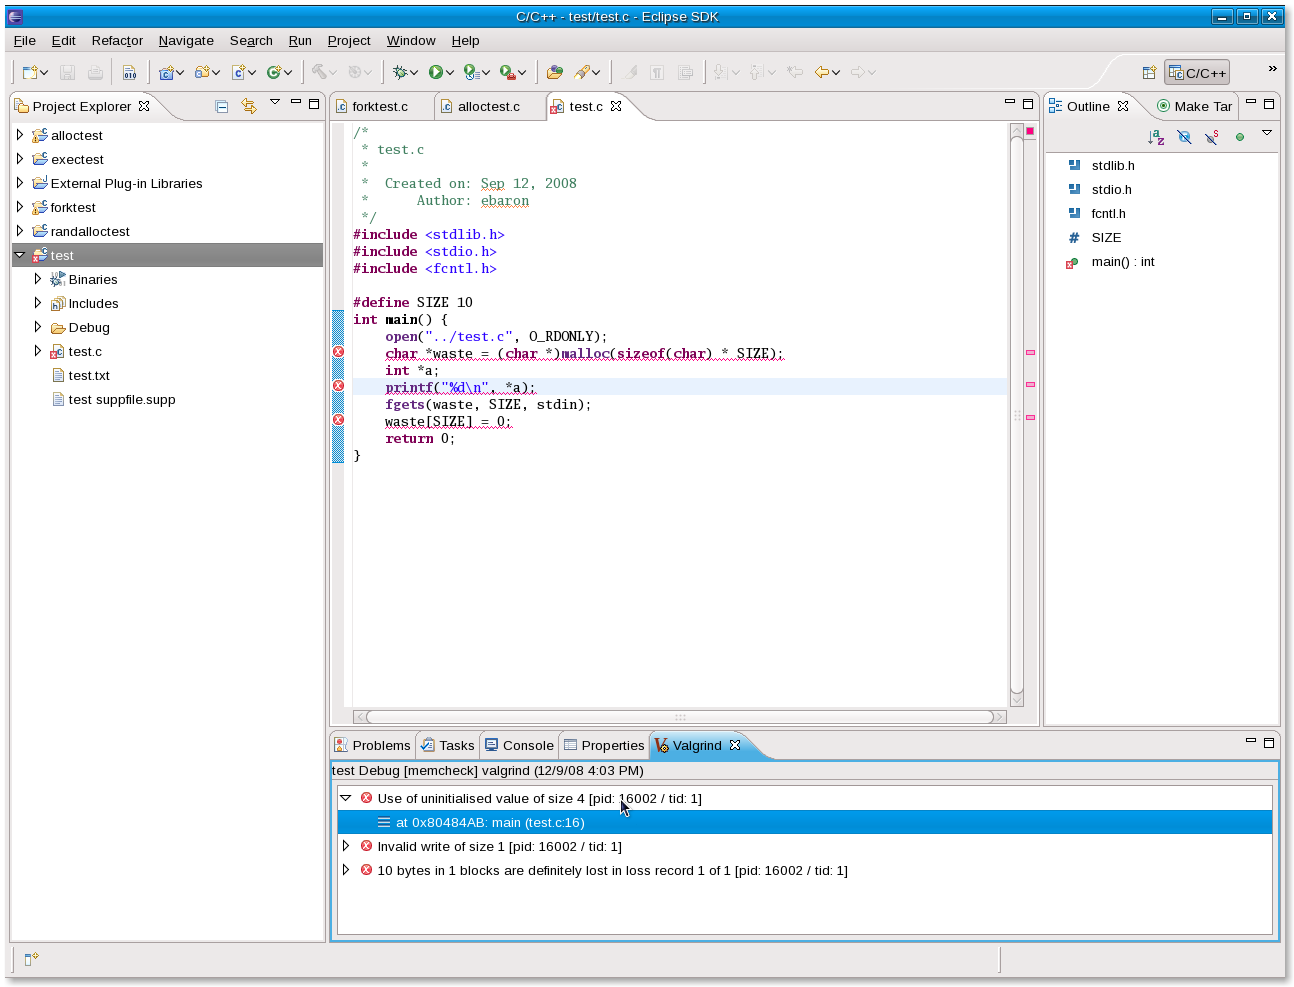 C/C++ - test/test.c - Eclipse SDK
File Edit Refactor Navigate Search Run Project Window Help
C/C++ »
Project Explorer
alloctest
exectest
External Plug-in Libraries
forktest
randalloctest
test
Binaries
Includes
Debug
test.c
test.txt
test suppfile.supp
forktest.c alloctest.c test.c
/*
* test.c
*
* Created on: Sep 12, 2008
* Author: ebaron
*/
#include <stdlib.h>
#include <stdio.h>
#include <fcntl.h>
#define SIZE 10
int main() {
open("../test.c", O_RDONLY);
char *waste = (char *)malloc(sizeof(char) * SIZE);
int *a;
printf("%d\n", *a);
fgets(waste, SIZE, stdin);
waste[SIZE] = 0;
return 0;
}
Outline Make Tar
stdlib.h
stdio.h
fcntl.h
# SIZE
main() : int
Problems Tasks Console Properties Valgrind
test Debug [memcheck] valgrind (12/9/08 4:03 PM)
Use of uninitialised value of size 4 [pid: 16002 / tid: 1]
at 0x80484AB: main (test.c:16)
Invalid write of size 1 [pid: 16002 / tid: 1]
10 bytes in 1 blocks are definitely lost in loss record 1 of 1 [pid: 16002 / tid: 1]